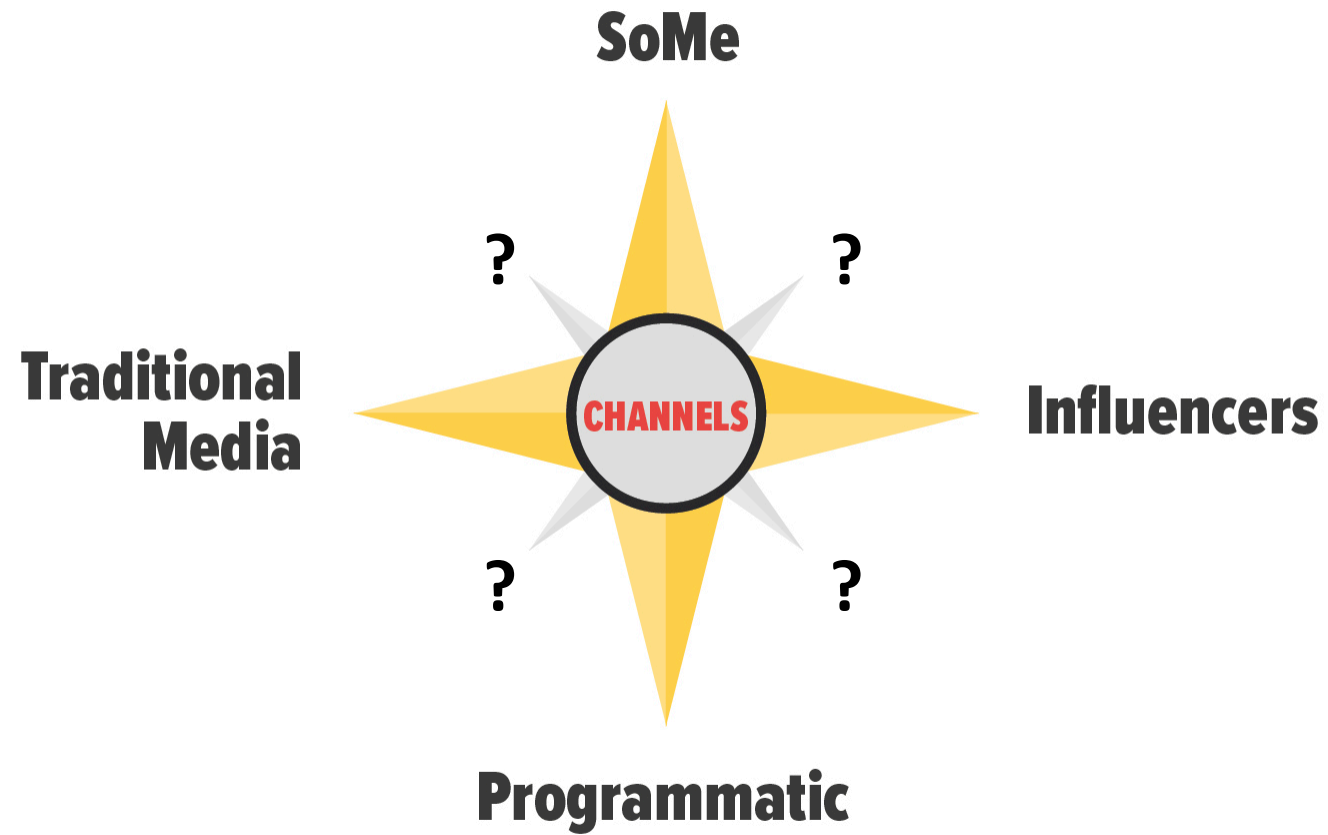 SoMe
?
?
Traditional
Media
CHANNELS
Influencers
?
?
Programmatic